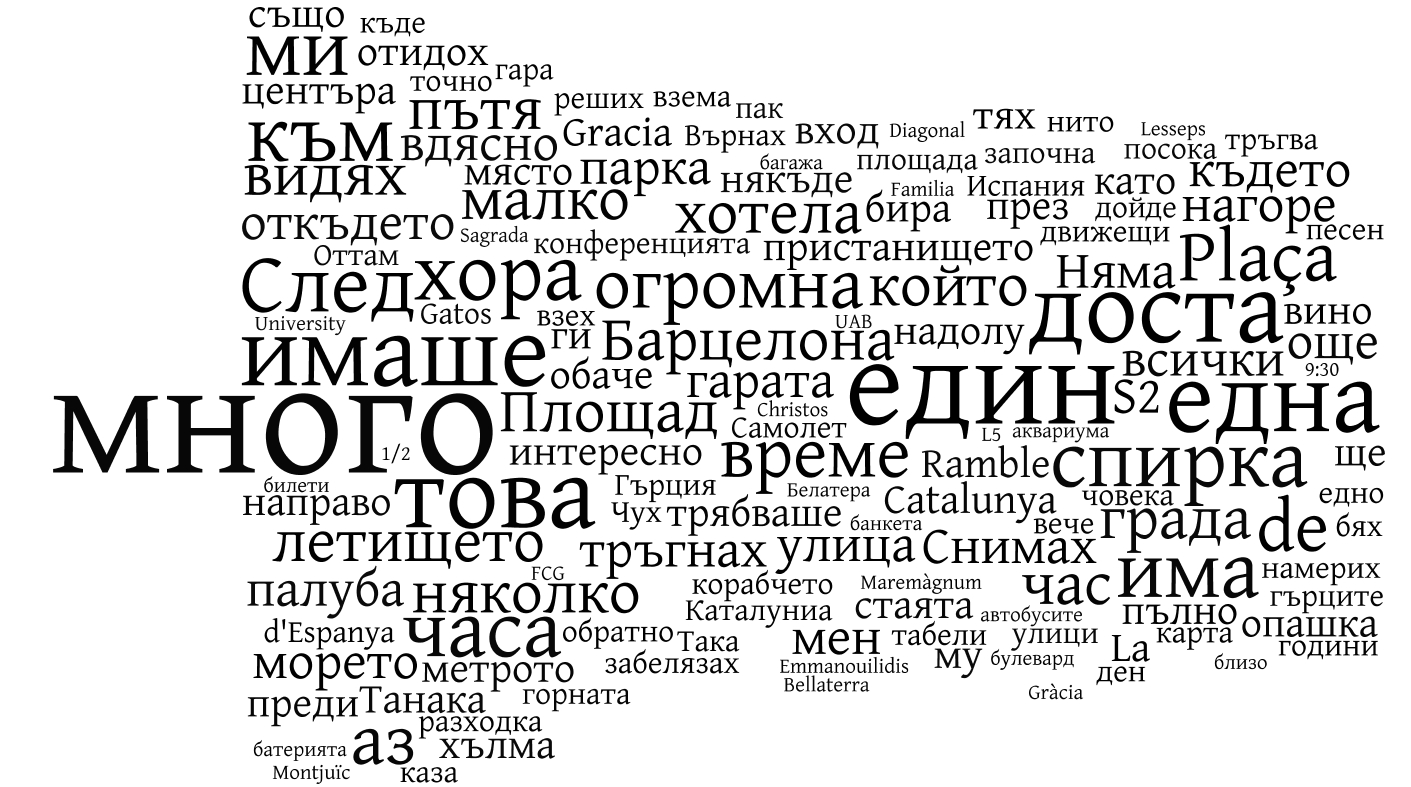 също къде
ми отидох
центъра точно гара
пътя реших взема пак
към вдясно Gracia Върнах вход Diagonal тях нито Lesseps тръгва
видях място парка багажа площада започна посока където
малко някъде Familia Испания като
откъдето хотела бира през дойде нагоре
Sagrada конференцията пристанището движещи песен
Оттам След хора огромна който Няма Plaça
University Gatos взех UAB надолу доста вино
имаше ги Барцелона всички още
обаче гарата един 9:30
много Площад Christos S2 една
1/2 Самолет L5 аквариума
интересно време Ramble спирка ще
билети Гърция Белатера Catalunya човека едно
направо това Чух трябваше банкета вече града de бях
летището тръгнах улица Снимах
FCG корабчето Maremàgnum час има намерих
палуба няколко Каталуниа стаята автобусите пълно гърците
d'Espanya часа обратно Така мен табели улици карта опашка
морето метрото забелязах Emmanouilidis му булевард La близо години
Bellaterra ден
преди Танака горната Gràcia
разходка
батерията аз хълма
Montjuïc каза